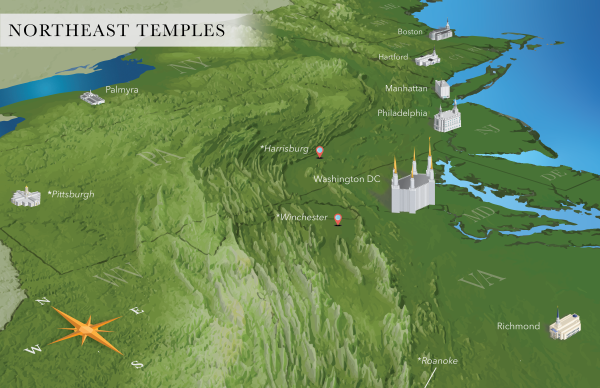 NORTHEAST TEMPLES
Boston
Hartford
NY
Palmyra
Manhattan
Philadelphia
NJ
*Harrisburg
PA
Washington DC
DE
*Pittsburgh
MD
*Winchester
WV
VA
N
E
W
S
Richmond
*Roanoke